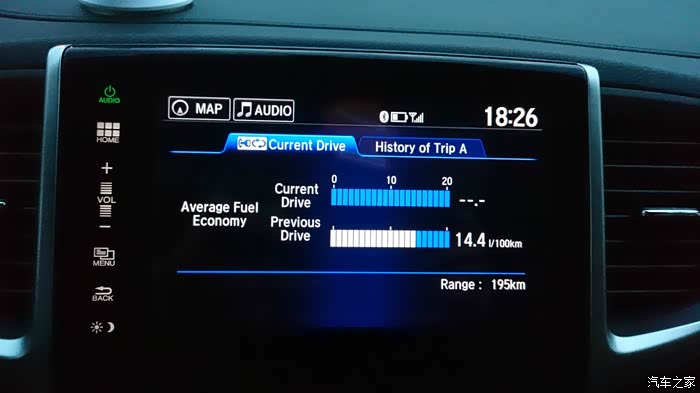 AUDIO
HOME
+
VOL
−
MENU
BACK
MAP
AUDIO
18:26
Current Drive
History of Trip A
0 10 20
Current
Drive
--.-
Average Fuel
Economy
Previous
Drive
14.4 l/100km
Range : 195km
汽车之家